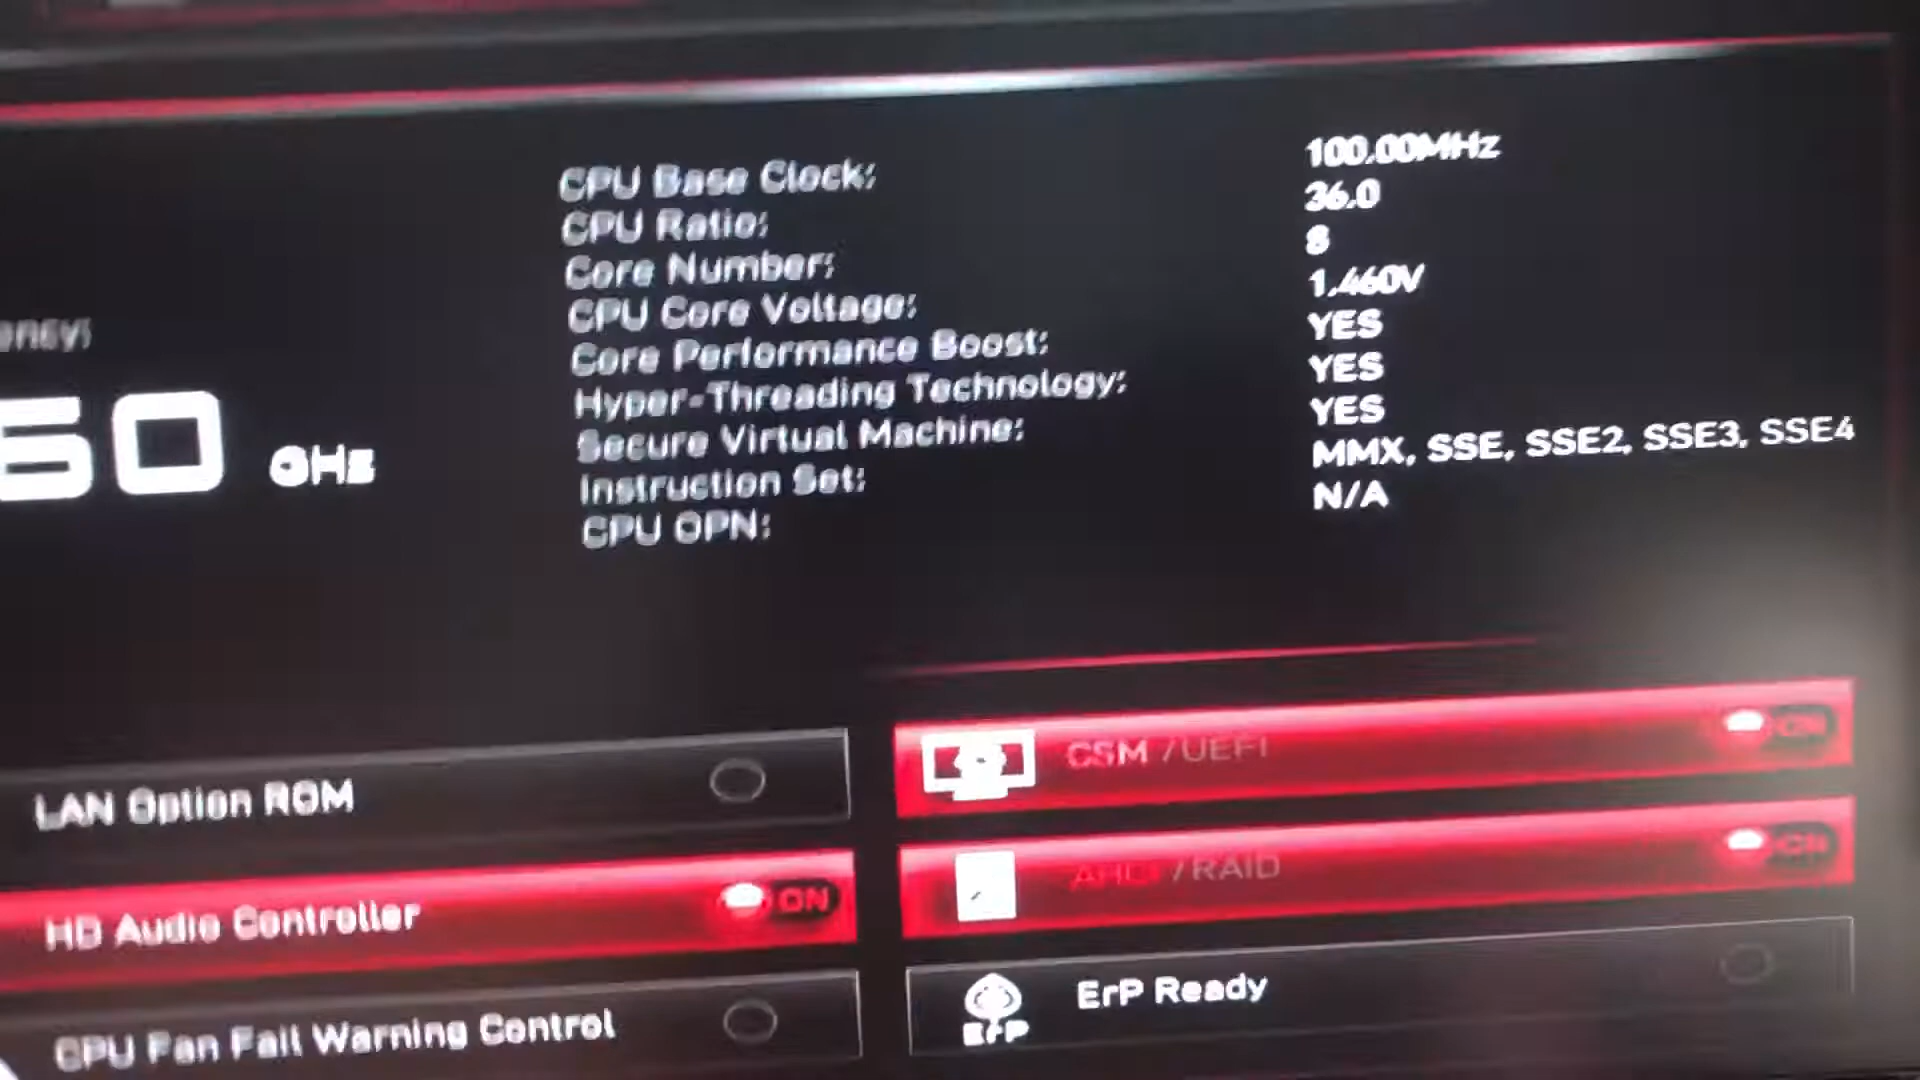 ency:
60 GHz
CPU Base Clock: 100.00MHz
CPU Ratio: 36.0
Core Number: 8
CPU Core Voltage: 1.460V
Core Performance Boost: YES
Hyper-Threading Technology: YES
Secure Virtual Machine: YES
Instruction Set: MMX, SSE, SSE2, SSE3, SSE4
CPU OPN: N/A
LAN Option ROM
CSM /UEFI ON
HD Audio Controller ON
AHCI /RAID ON
CPU Fan Fail Warning Control
ErP
ErP Ready